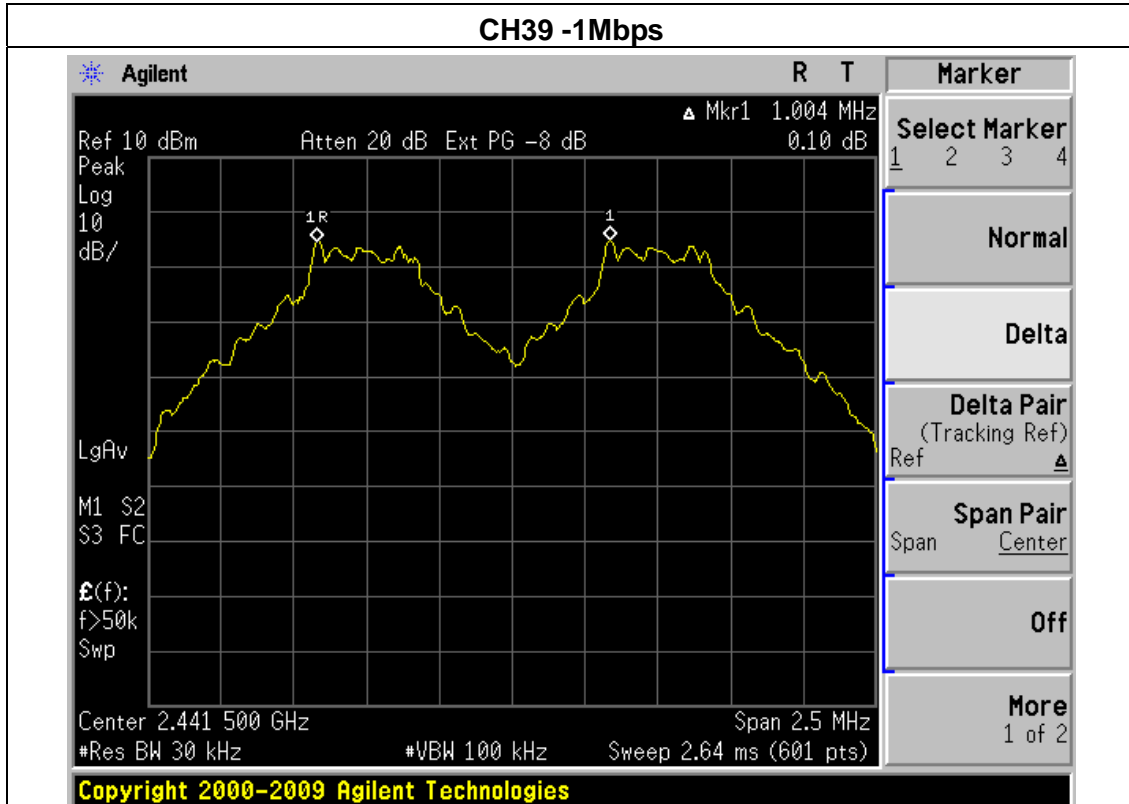 CH39 -1Mbps
Agilent R T Marker
Δ Mkr1 1.004 MHz
Ref 10 dBm Atten 20 dB Ext PG -8 dB 0.10 dB
Peak
Log
10
dB/
1R
1
LgAv
M1 S2
S3 FC
£(f):
f>50k
Swp
Center 2.441 500 GHz Span 2.5 MHz
#Res BW 30 kHz #VBW 100 kHz Sweep 2.64 ms (601 pts)
Select Marker
1 2 3 4
Normal
Delta
Delta Pair
(Tracking Ref)
Ref Δ
Span Pair
Span Center
Off
More
1 of 2
Copyright 2000-2009 Agilent Technologies